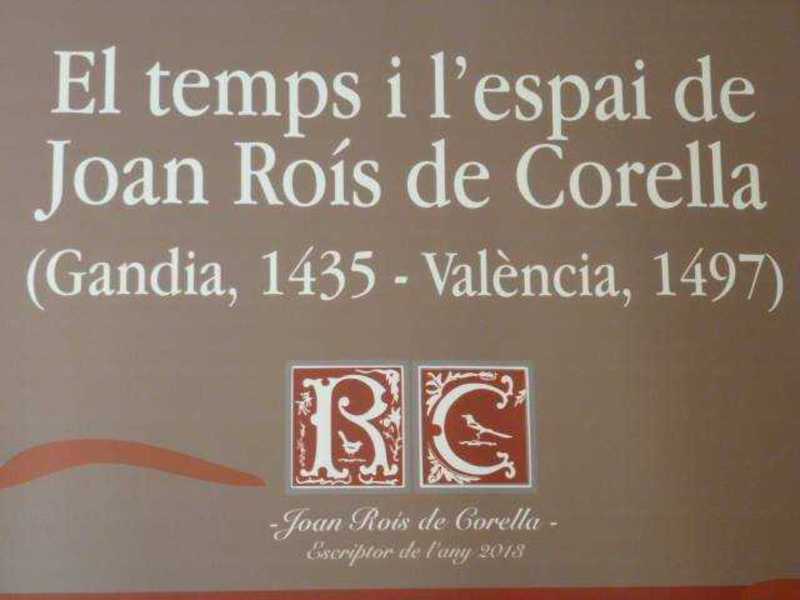 El temps i l'espai de
Joan Roís de Corella
(Gandia, 1435 - València, 1497)
R C
-Joan Roís de Corella -
Escriptor de l'any 2013